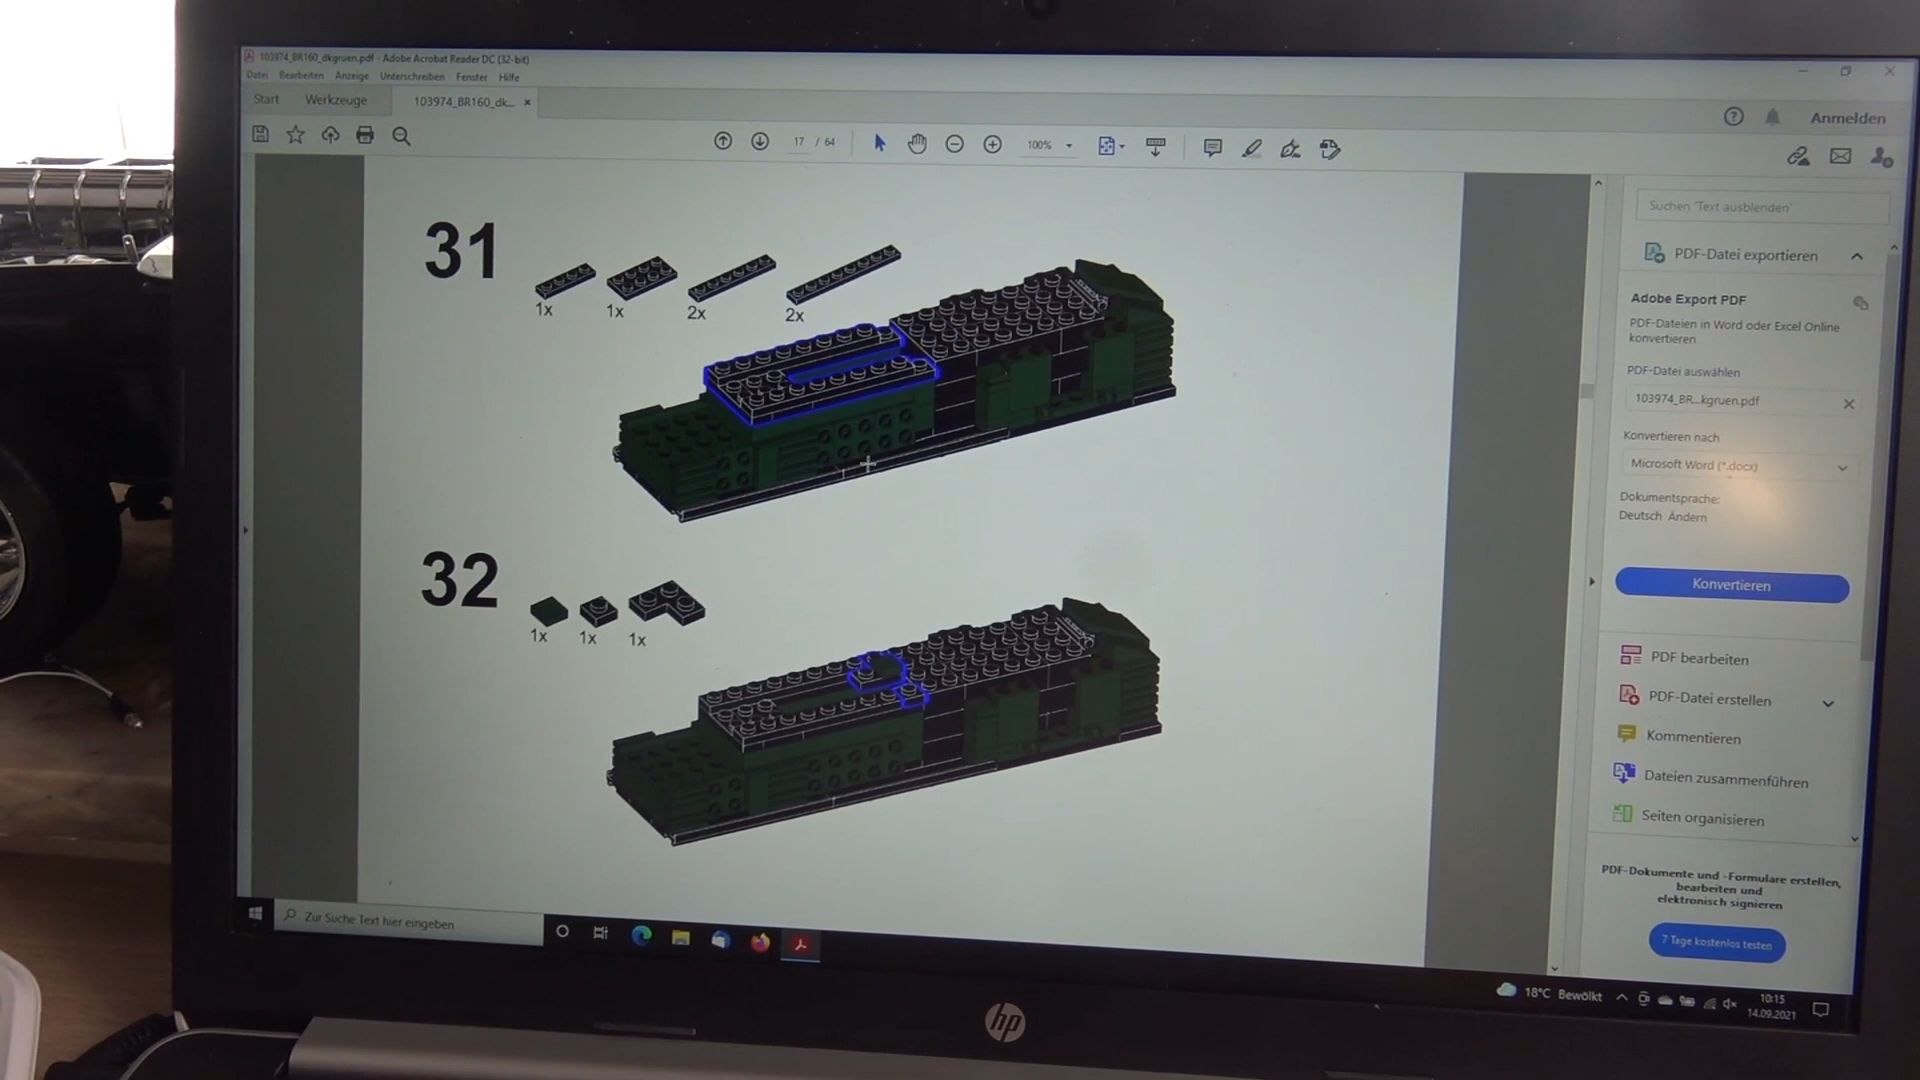 103974_BR160_dkgruen.pdf - Adobe Acrobat Reader DC (32-bit)
Datei Bearbeiten Anzeige Unterschreiben Fenster Hilfe
Start Werkzeuge 103974_BR160_dk... ×
Anmelden
17 / 64 100%
Suchen 'Text ausblenden'
31
1x 1x 2x 2x
PDF-Datei exportieren
Adobe Export PDF
PDF-Dateien in Word oder Excel Online
konvertieren
PDF-Datei auswählen
103974_BR...kgruen.pdf
Konvertieren nach
Microsoft Word (*.docx)
Dokumentsprache:
Deutsch Ändern
Konvertieren
32
1x 1x 1x
PDF bearbeiten
PDF-Datei erstellen
Kommentieren
Dateien zusammenführen
Seiten organisieren
PDF-Dokumente und -Formulare erstellen,
bearbeiten und
elektronisch signieren
7 Tage kostenlos testen
Zur Suche Text hier eingeben
18°C Bewölkt
10:15
14.09.2021
hp